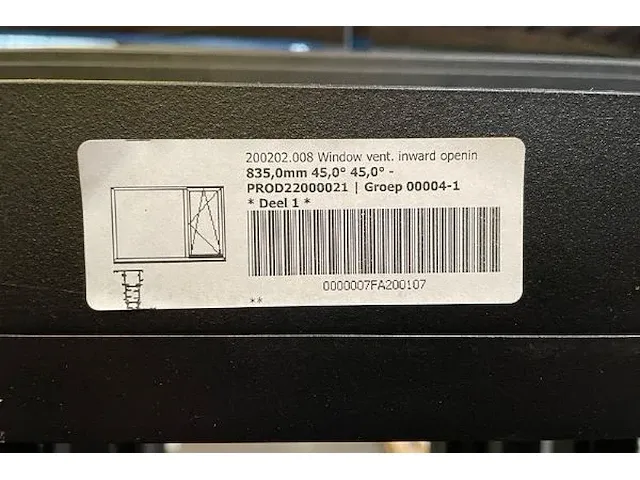 200202.008 Window vent. inward openin
835,0mm 45,0° 45,0° -
PROD22000021 | Groep 00004-1
* Deel 1 *
0000007FA200107
**